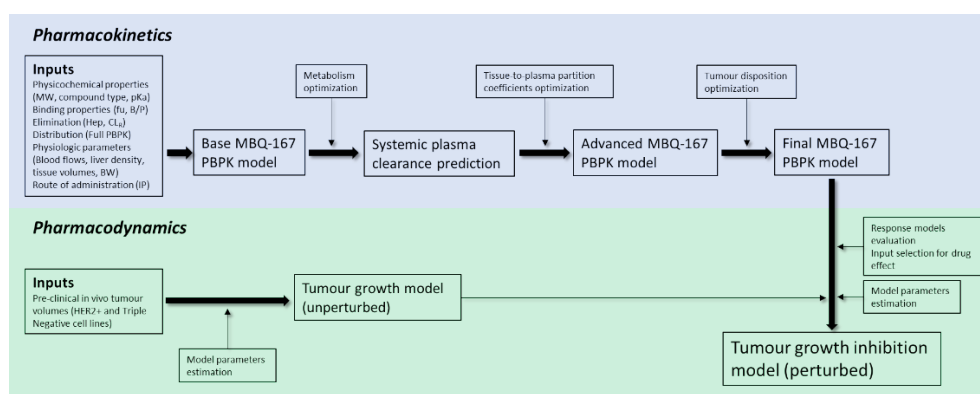 Pharmacokinetics
Inputs
Physicochemical properties
(MW, compound type, pKa)
Binding properties (fu, B/P)
Elimination (Hep, CLR)
Distribution (Full PBPK)
Physiologic parameters
(Blood flows, liver density,
tissue volumes, BW)
Route of administration (IP)
Metabolism
optimization
Base MBQ-167
PBPK model
Systemic plasma
clearance prediction
Tissue-to-plasma partition
coefficients optimization
Advanced MBQ-167
PBPK model
Tumour disposition
optimization
Final MBQ-167
PBPK model
Pharmacodynamics
Inputs
Pre-clinical in vivo tumour
volumes (HER2+ and Triple
Negative cell lines)
Model parameters
estimation
Tumour growth model
(unperturbed)
Response models
evaluation
Input selection for drug
effect
Model parameters
estimation
Tumour growth inhibition
model (perturbed)